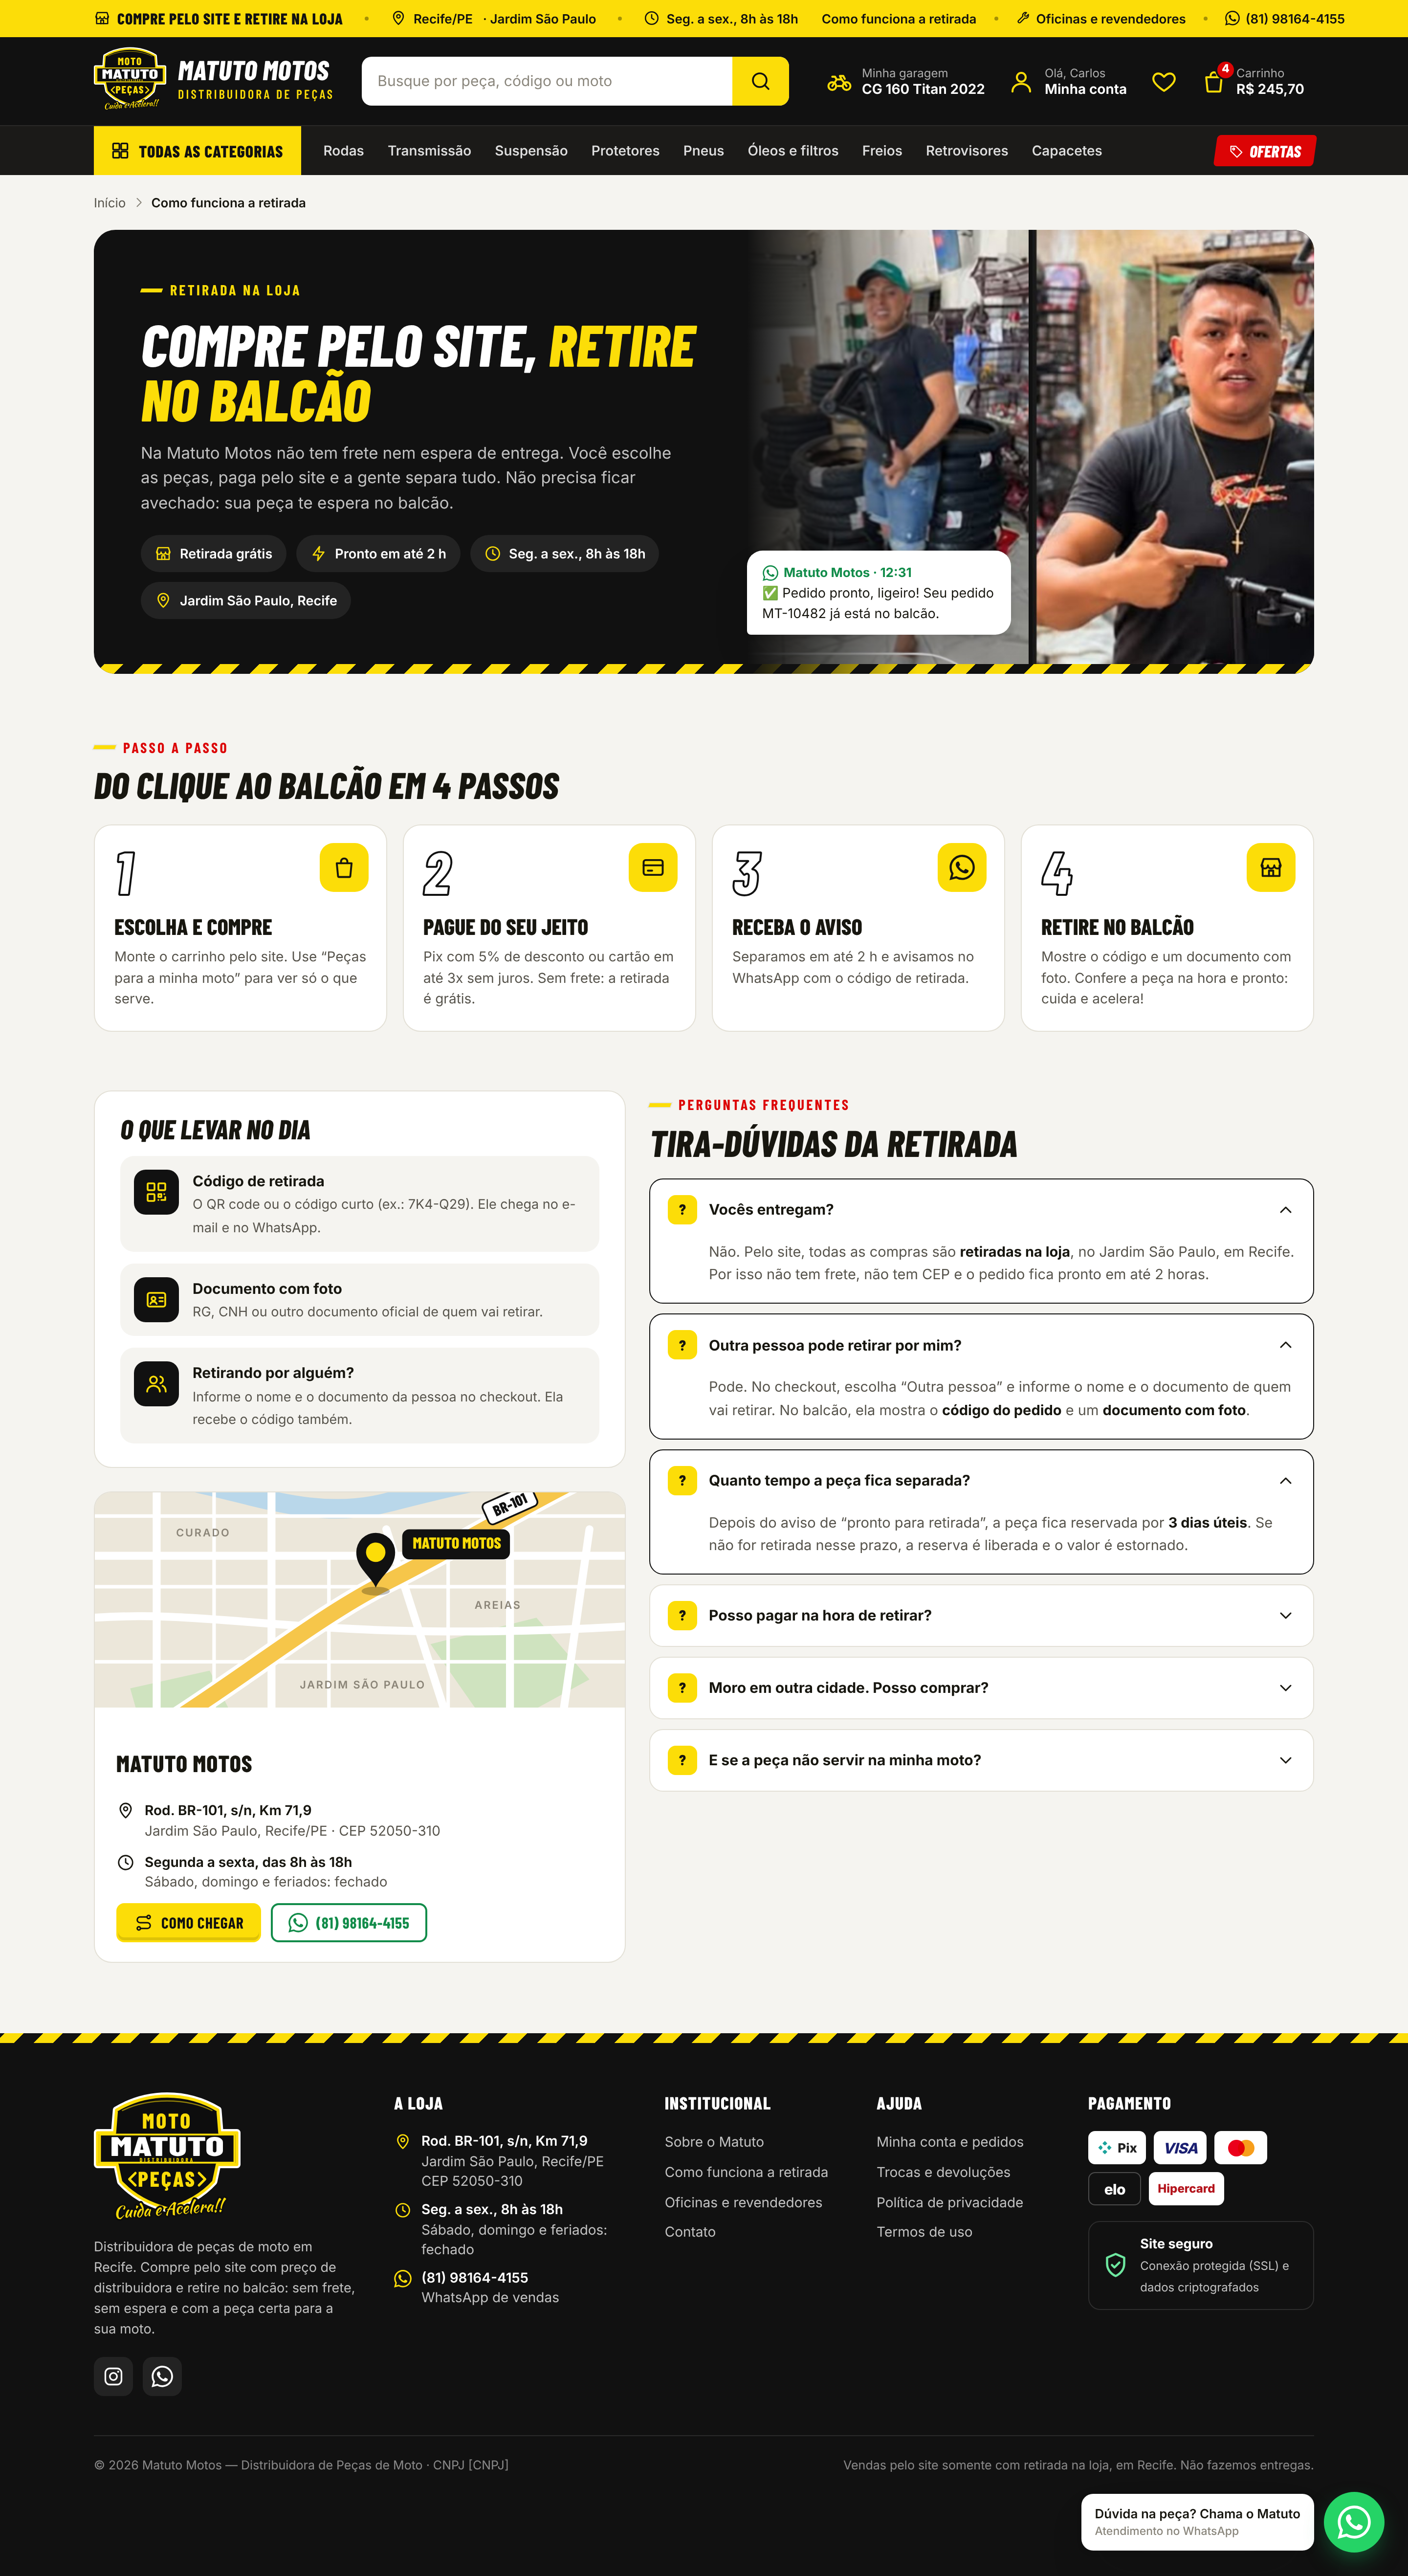 COMPRE PELO SITE E RETIRE NA LOJA • Recife/PE · Jardim São Paulo • Seg. a sex., 8h às 18h Como funciona a retirada • Oficinas e revendedores • (81) 98164-4155
MOTO
MATUTO
PEÇAS
Cuida e Acelera!!
MATUTO MOTOS
DISTRIBUIDORA DE PEÇAS
Busque por peça, código ou moto
Minha garagem
CG 160 Titan 2022
Olá, Carlos
Minha conta
4
Carrinho
R$ 245,70
TODAS AS CATEGORIAS Rodas Transmissão Suspensão Protetores Pneus Óleos e filtros Freios Retrovisores Capacetes OFERTAS
Início > Como funciona a retirada
RETIRADA NA LOJA
COMPRE PELO SITE, RETIRE
NO BALCÃO
Na Matuto Motos não tem frete nem espera de entrega. Você escolhe
as peças, paga pelo site e a gente separa tudo. Não precisa ficar
avechado: sua peça te espera no balcão.
Retirada grátis Pronto em até 2 h Seg. a sex., 8h às 18h
Jardim São Paulo, Recife
Matuto Motos · 12:31
✅ Pedido pronto, ligeiro! Seu pedido
MT-10482 já está no balcão.
PASSO A PASSO
DO CLIQUE AO BALCÃO EM 4 PASSOS
1
ESCOLHA E COMPRE
Monte o carrinho pelo site. Use “Peças
para a minha moto” para ver só o que
serve.
2
PAGUE DO SEU JEITO
Pix com 5% de desconto ou cartão em
até 3x sem juros. Sem frete: a retirada
é grátis.
3
RECEBA O AVISO
Separamos em até 2 h e avisamos no
WhatsApp com o código de retirada.
4
RETIRE NO BALCÃO
Mostre o código e um documento com
foto. Confere a peça na hora e pronto:
cuida e acelera!
O QUE LEVAR NO DIA
Código de retirada
O QR code ou o código curto (ex.: 7K4-Q29). Ele chega no e-
mail e no WhatsApp.
Documento com foto
RG, CNH ou outro documento oficial de quem vai retirar.
Retirando por alguém?
Informe o nome e o documento da pessoa no checkout. Ela
recebe o código também.
BR-101
CURADO
MATUTO MOTOS
AREIAS
JARDIM SÃO PAULO
MATUTO MOTOS
Rod. BR-101, s/n, Km 71,9
Jardim São Paulo, Recife/PE · CEP 52050-310
Segunda a sexta, das 8h às 18h
Sábado, domingo e feriados: fechado
COMO CHEGAR (81) 98164-4155
PERGUNTAS FREQUENTES
TIRA-DÚVIDAS DA RETIRADA
? Vocês entregam?
Não. Pelo site, todas as compras são retiradas na loja, no Jardim São Paulo, em Recife.
Por isso não tem frete, não tem CEP e o pedido fica pronto em até 2 horas.
? Outra pessoa pode retirar por mim?
Pode. No checkout, escolha “Outra pessoa” e informe o nome e o documento de quem
vai retirar. No balcão, ela mostra o código do pedido e um documento com foto.
? Quanto tempo a peça fica separada?
Depois do aviso de “pronto para retirada”, a peça fica reservada por 3 dias úteis. Se
não for retirada nesse prazo, a reserva é liberada e o valor é estornado.
? Posso pagar na hora de retirar?
? Moro em outra cidade. Posso comprar?
? E se a peça não servir na minha moto?
MOTO
MATUTO
DISTRIBUIDORA
PEÇAS
Cuida e Acelera!!
Distribuidora de peças de moto em
Recife. Compre pelo site com preço de
distribuidora e retire no balcão: sem frete,
sem espera e com a peça certa para a
sua moto.
A LOJA
Rod. BR-101, s/n, Km 71,9
Jardim São Paulo, Recife/PE
CEP 52050-310
Seg. a sex., 8h às 18h
Sábado, domingo e feriados:
fechado
(81) 98164-4155
WhatsApp de vendas
INSTITUCIONAL
Sobre o Matuto
Como funciona a retirada
Oficinas e revendedores
Contato
AJUDA
Minha conta e pedidos
Trocas e devoluções
Política de privacidade
Termos de uso
PAGAMENTO
Pix VISA
elo Hipercard
Site seguro
Conexão protegida (SSL) e
dados criptografados
© 2026 Matuto Motos — Distribuidora de Peças de Moto · CNPJ [CNPJ]
Vendas pelo site somente com retirada na loja, em Recife. Não fazemos entregas.
Dúvida na peça? Chama o Matuto
Atendimento no WhatsApp